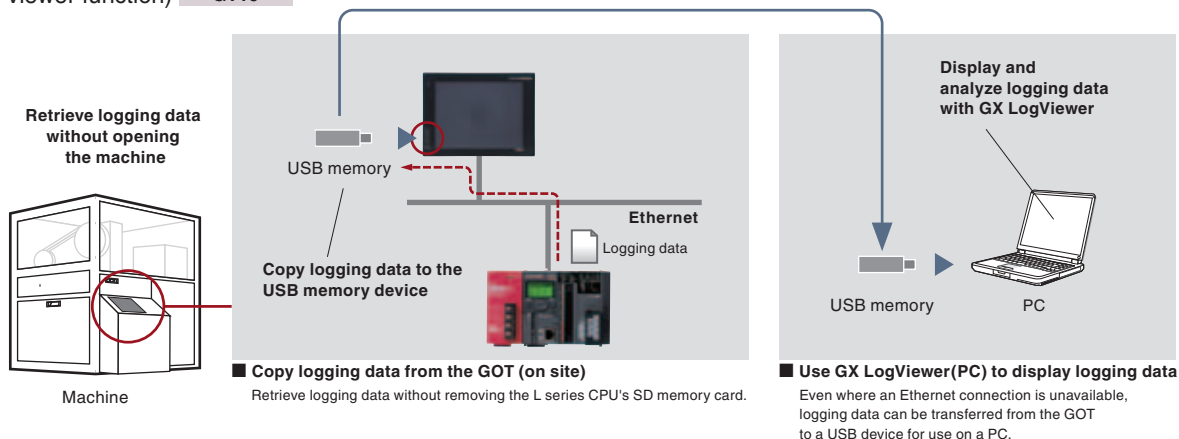 viewer function)
Retrieve logging data
without opening
the machine
Machine
USB memory
Ethernet
Logging data
Copy logging data to the
USB memory device
■ Copy logging data from the GOT (on site)
Retrieve logging data without removing the L series CPU's SD memory card.
Display and
analyze logging data
with GX LogViewer
USB memory
PC
■ Use GX LogViewer(PC) to display logging data
Even where an Ethernet connection is unavailable,
logging data can be transferred from the GOT
to a USB device for use on a PC.